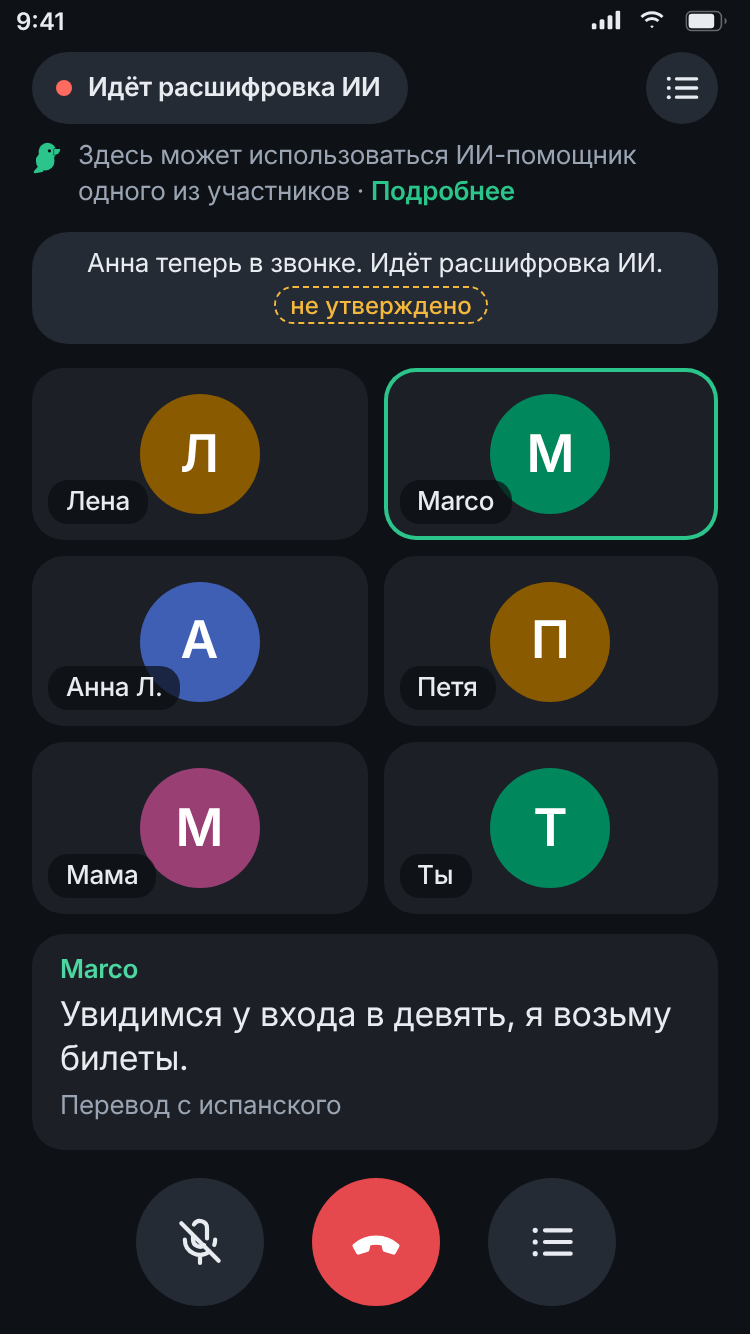 9:41
Идёт расшифровка ИИ
Здесь может использоваться ИИ-помощник
одного из участников · Подробнее
Анна теперь в звонке. Идёт расшифровка ИИ.
не утверждено
Л
Лена
М
Marco
А
Анна Л.
П
Петя
М
Мама
Т
Ты
Marco
Увидимся у входа в девять, я возьму
билеты.
Перевод с испанского